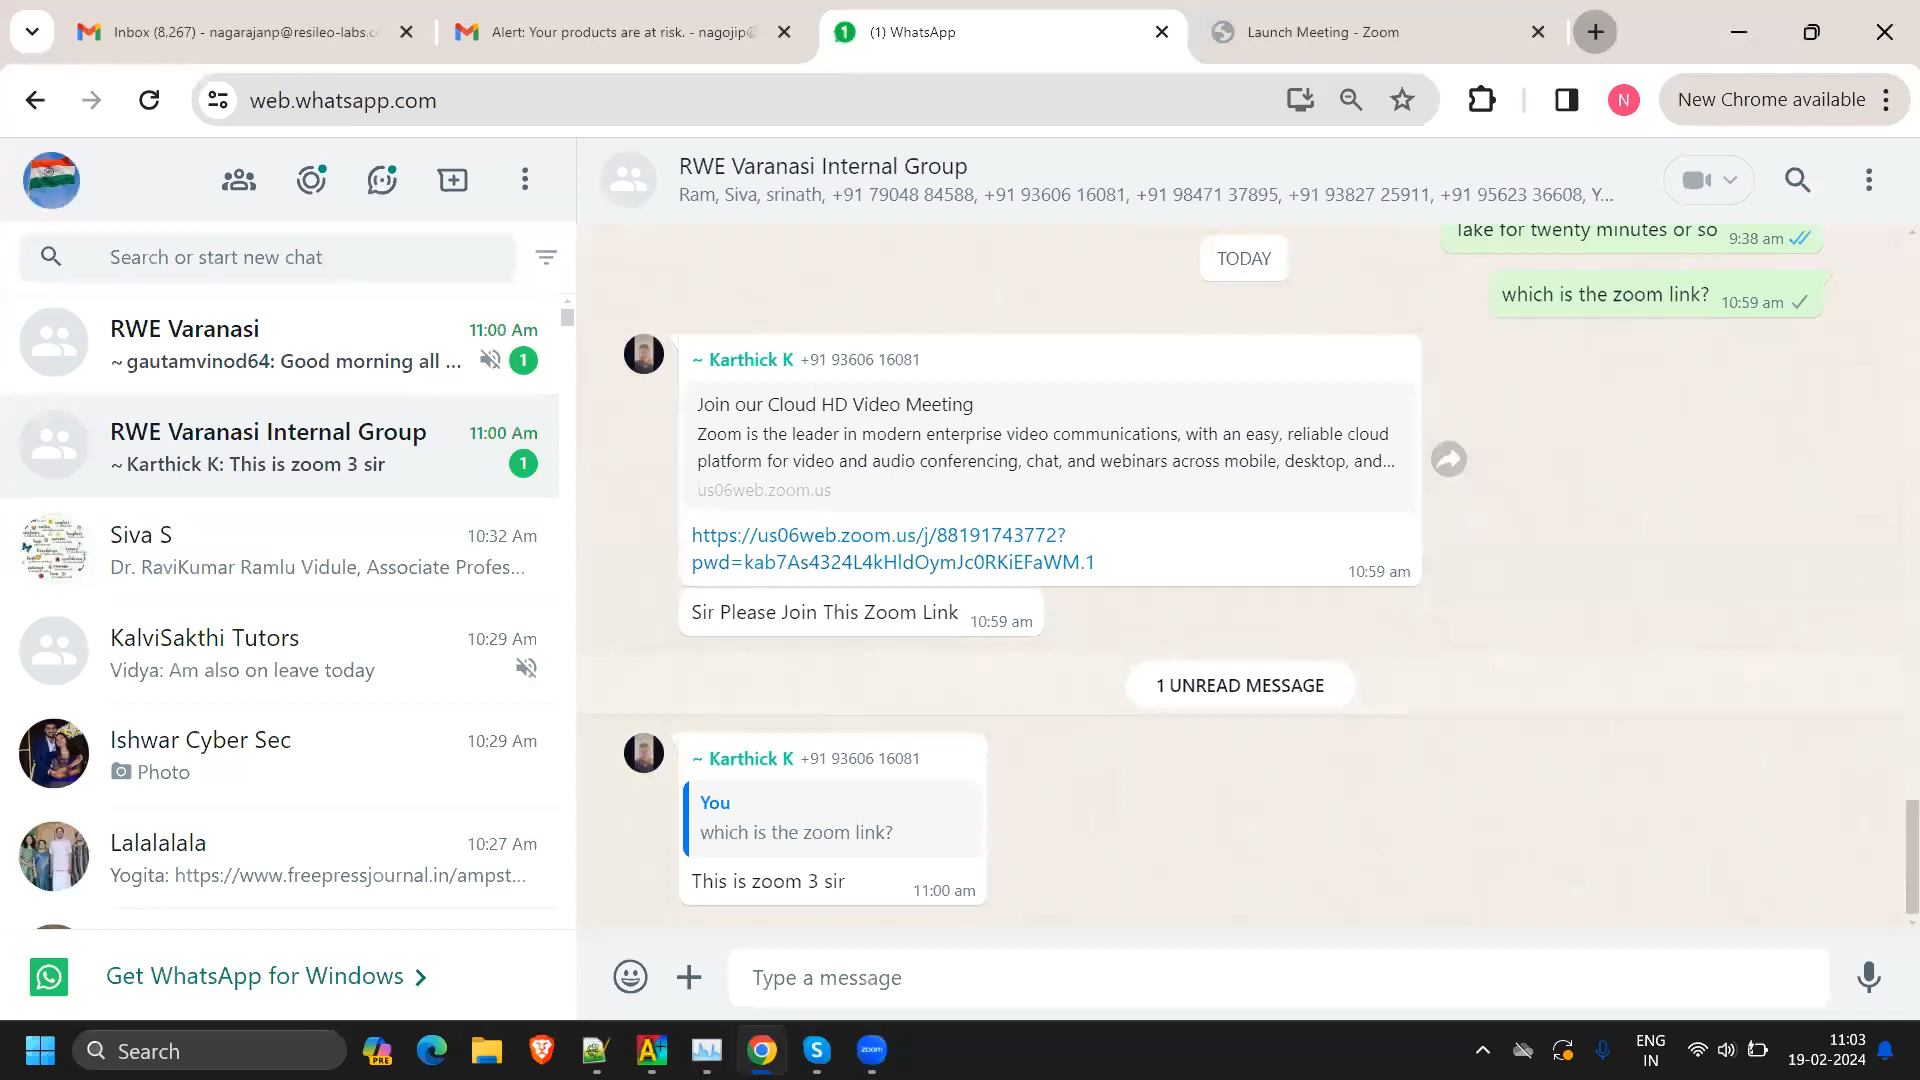 Inbox (8,267) - nagarajanp@resileo-labs.c
Alert: Your products are at risk. - nagojip@
1
(1) WhatsApp
Launch Meeting - Zoom
web.whatsapp.com
N
New Chrome available
RWE Varanasi Internal Group
Ram, Siva, srinath, +91 79048 84588, +91 93606 16081, +91 98471 37895, +91 93827 25911, +91 95623 36608, Y...
Search or start new chat
RWE Varanasi
11:00 Am
~ gautamvinod64: Good morning all ...
1
RWE Varanasi Internal Group
11:00 Am
~ Karthick K: This is zoom 3 sir
1
Siva S
10:32 Am
Dr. RaviKumar Ramlu Vidule, Associate Profes...
KalviSakthi Tutors
10:29 Am
Vidya: Am also on leave today
Ishwar Cyber Sec
10:29 Am
Photo
Lalalalala
10:27 Am
Yogita: https://www.freepressjournal.in/ampst...
Get WhatsApp for Windows
lake for twenty minutes or so
9:38 am
TODAY
which is the zoom link?
10:59 am
~ Karthick K +91 93606 16081
Join our Cloud HD Video Meeting
Zoom is the leader in modern enterprise video communications, with an easy, reliable cloud
platform for video and audio conferencing, chat, and webinars across mobile, desktop, and...
us06web.zoom.us
https://us06web.zoom.us/j/88191743772?
pwd=kab7As4324L4kHldOymJc0RKiEFaWM.1
10:59 am
Sir Please Join This Zoom Link
10:59 am
1 UNREAD MESSAGE
~ Karthick K +91 93606 16081
You
which is the zoom link?
This is zoom 3 sir
11:00 am
Type a message
Search
PRE
zoom
ENG
IN
11:03
19-02-2024